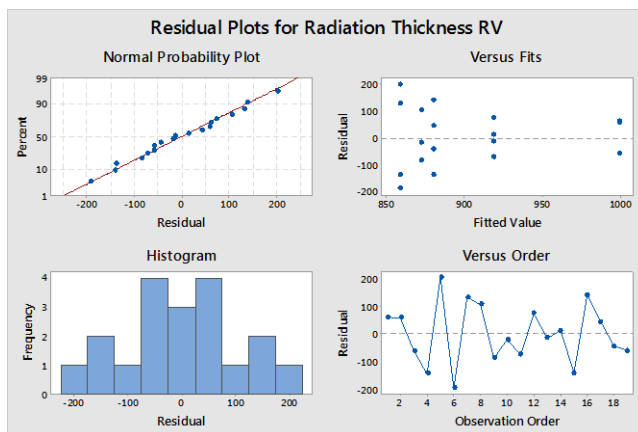 Residual Plots for Radiation Thickness RV
Normal Probability Plot
99
90
50
10
1
Percent
-200 -100 0 100 200
Residual
Versus Fits
200
100
0
-100
-200
Residual
850 900 950 1000
Fitted Value
Histogram
4
3
2
1
0
Frequency
-200 -100 0 100 200
Residual
Versus Order
200
100
0
-100
-200
Residual
2 4 6 8 10 12 14 16 18
Observation Order